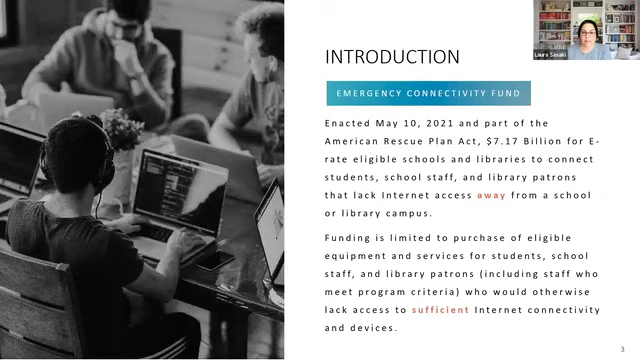 INTRODUCTION
EMERGENCY CONNECTIVITY FUND
Enacted May 10, 2021 and part of the
American Rescue Plan Act, $7.17 Billion for E-
rate eligible schools and libraries to connect
students, school staff, and library patrons
that lack Internet access away from a school
or library campus.
Funding is limited to purchase of eligible
equipment and services for students, school
staff, and library patrons (including staff who
meet program criteria) who would otherwise
lack access to sufficient Internet connectivity
and devices.
Laura Sasaki
3